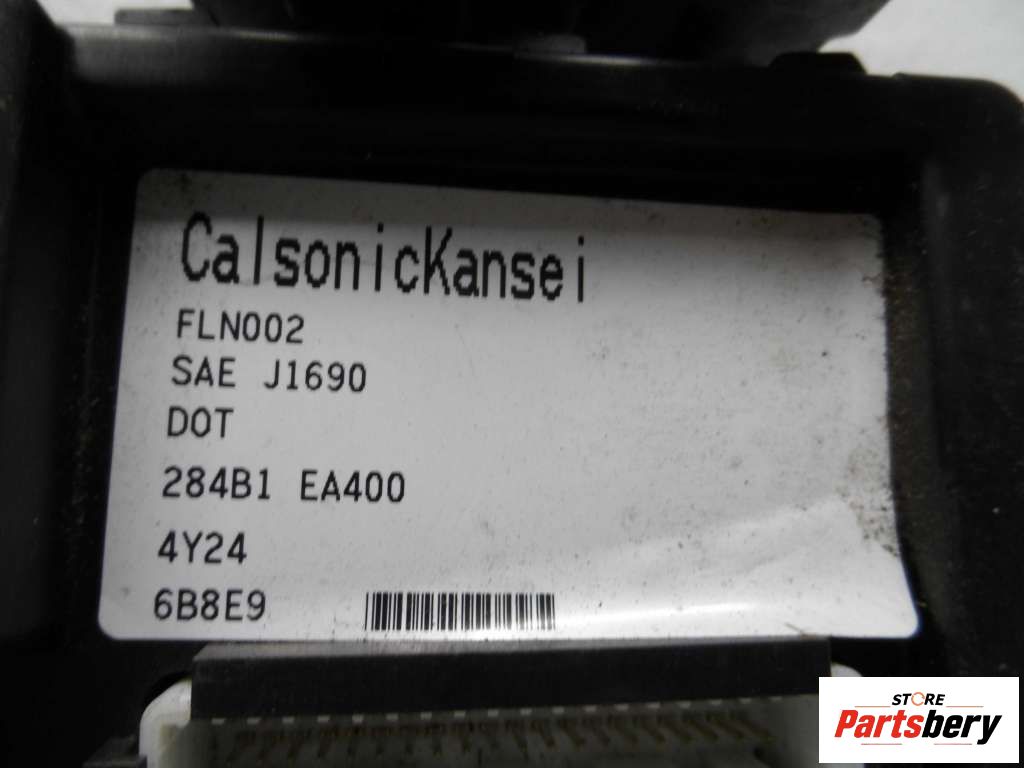 CalsonicKansei
FLN002
SAE J1690
DOT
284B1 EA400
4Y24
6B8E9
STORE
Partsbery